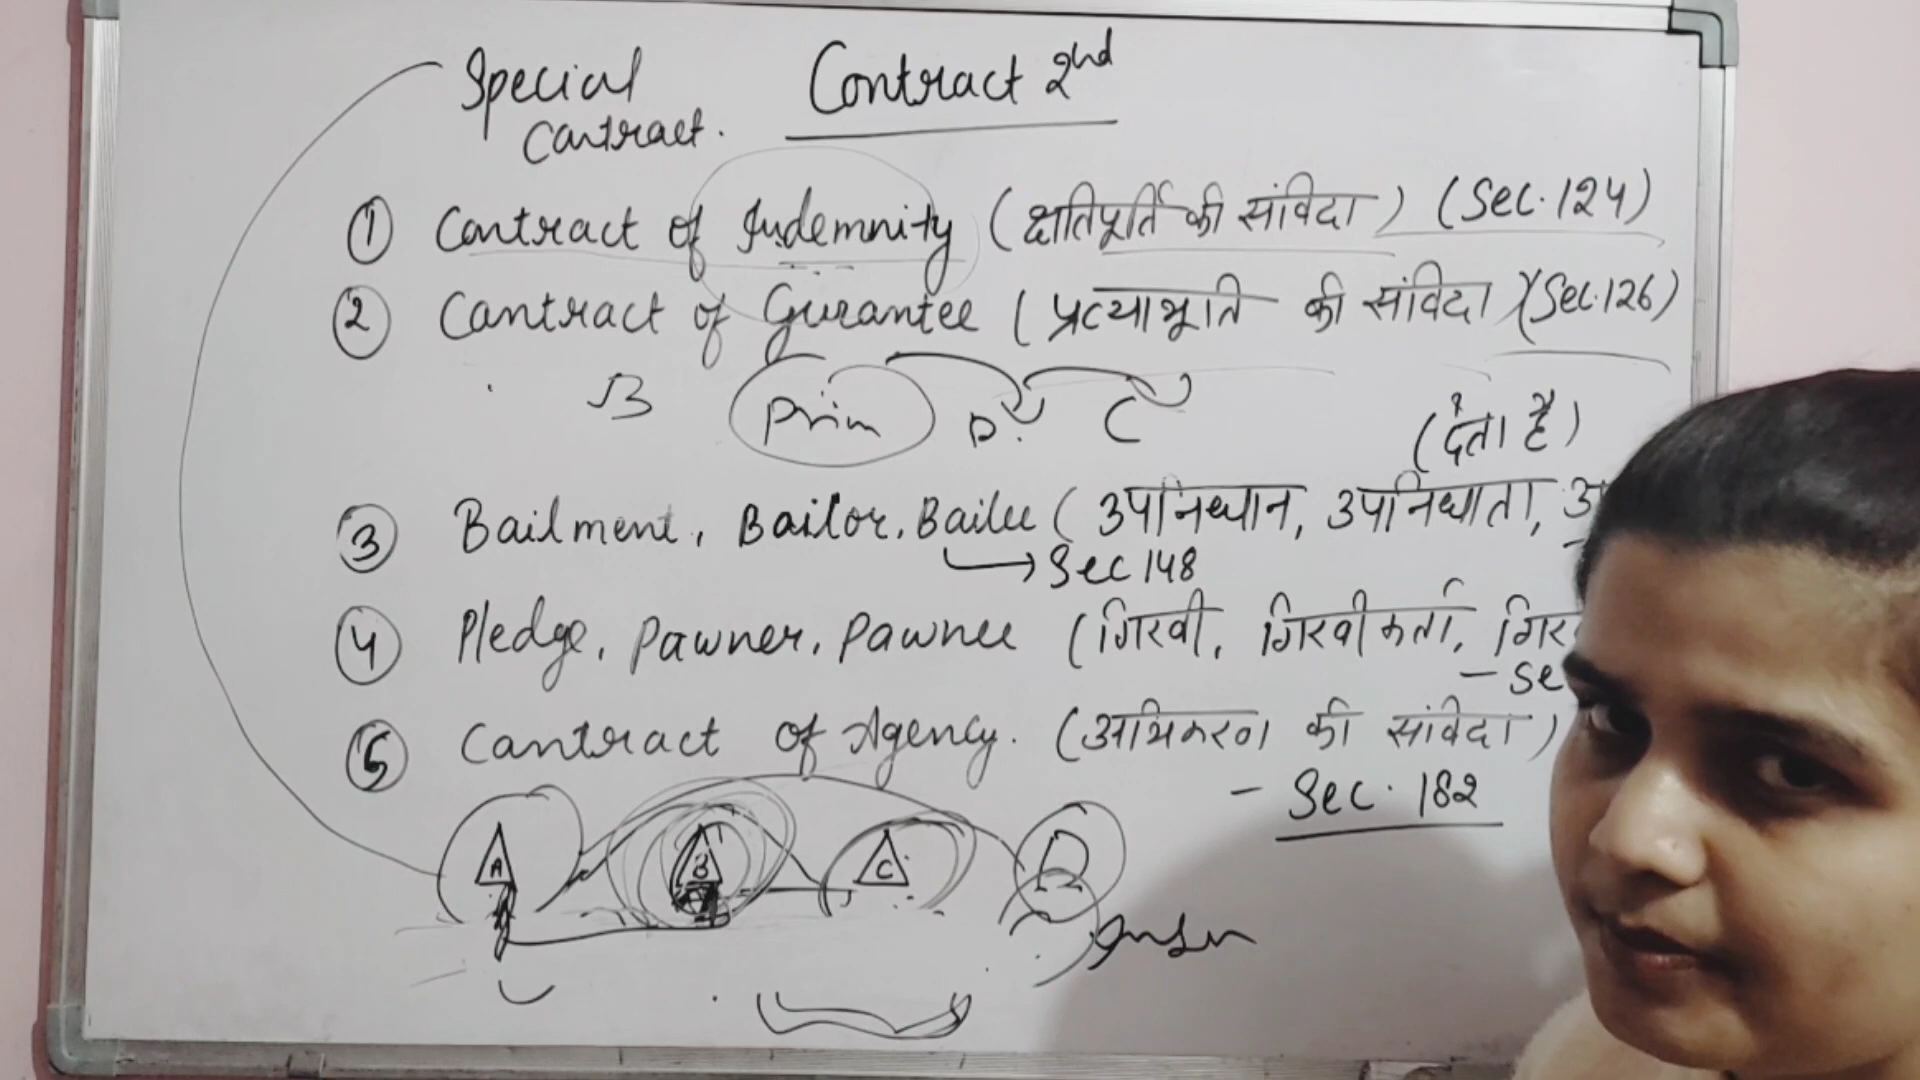 Special Contract 2nd
Contract.
① Contract of Indemnity (क्षतिपूर्ति की संविदा) (Sec. 124)
② Contract of Gurantee (प्रत्याभूति की संविदा) (Sec. 126)
B Prim D. C
(देता है)
③ Bailment, Bailor, Bailee (उपनिधान, उपनिधाता,
→ Sec 148
④ Pledge, Pawner, Pawnee (गिरवी, गिरवीकर्ता,
⑤ Contract of Agency. (अभिकरण की संविदा)
- Sec. 182
A B C D